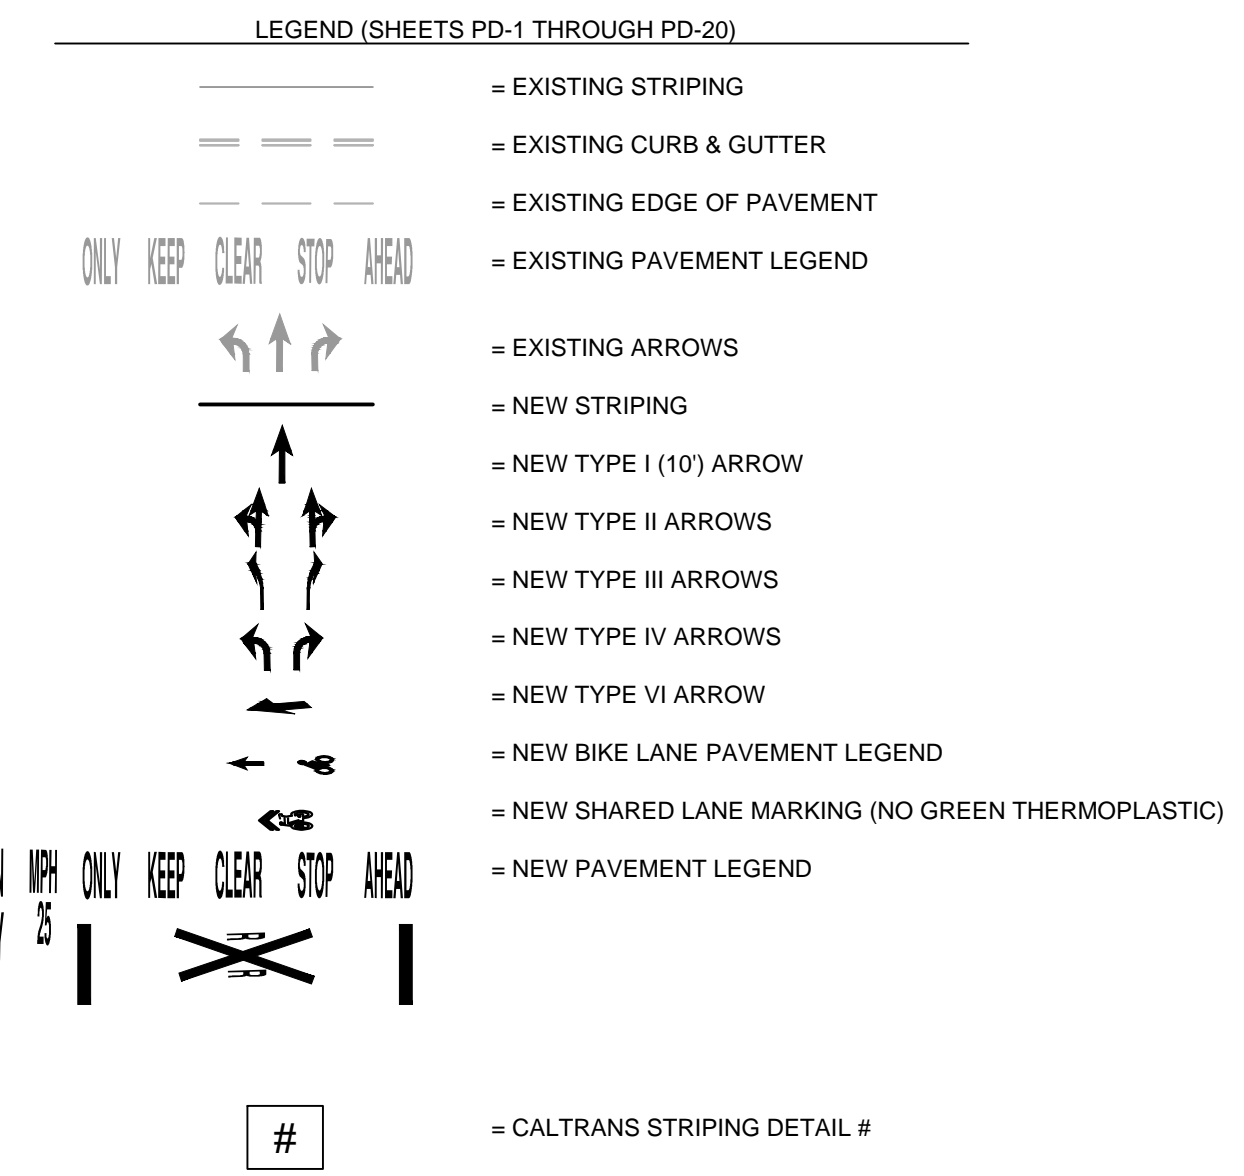 LEGEND (SHEETS PD-1 THROUGH PD-20)
= EXISTING STRIPING
= EXISTING CURB & GUTTER
= EXISTING EDGE OF PAVEMENT
ONLY KEEP CLEAR STOP AHEAD = EXISTING PAVEMENT LEGEND
= EXISTING ARROWS
= NEW STRIPING
= NEW TYPE I (10') ARROW
= NEW TYPE II ARROWS
= NEW TYPE III ARROWS
= NEW TYPE IV ARROWS
= NEW TYPE VI ARROW
= NEW BIKE LANE PAVEMENT LEGEND
= NEW SHARED LANE MARKING (NO GREEN THERMOPLASTIC)
MPH ONLY KEEP CLEAR STOP AHEAD = NEW PAVEMENT LEGEND
25
R
R
# = CALTRANS STRIPING DETAIL #